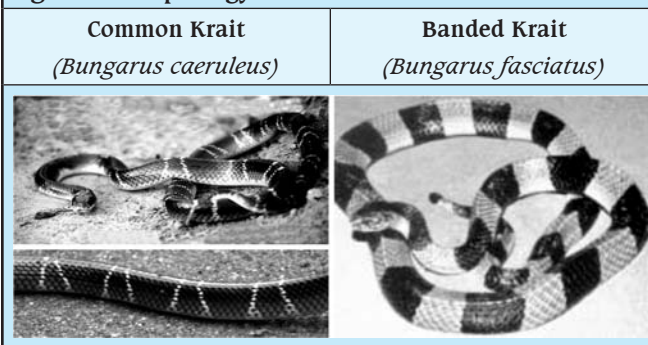 Common Krait
(Bungarus caeruleus)
Banded Krait
(Bungarus fasciatus)